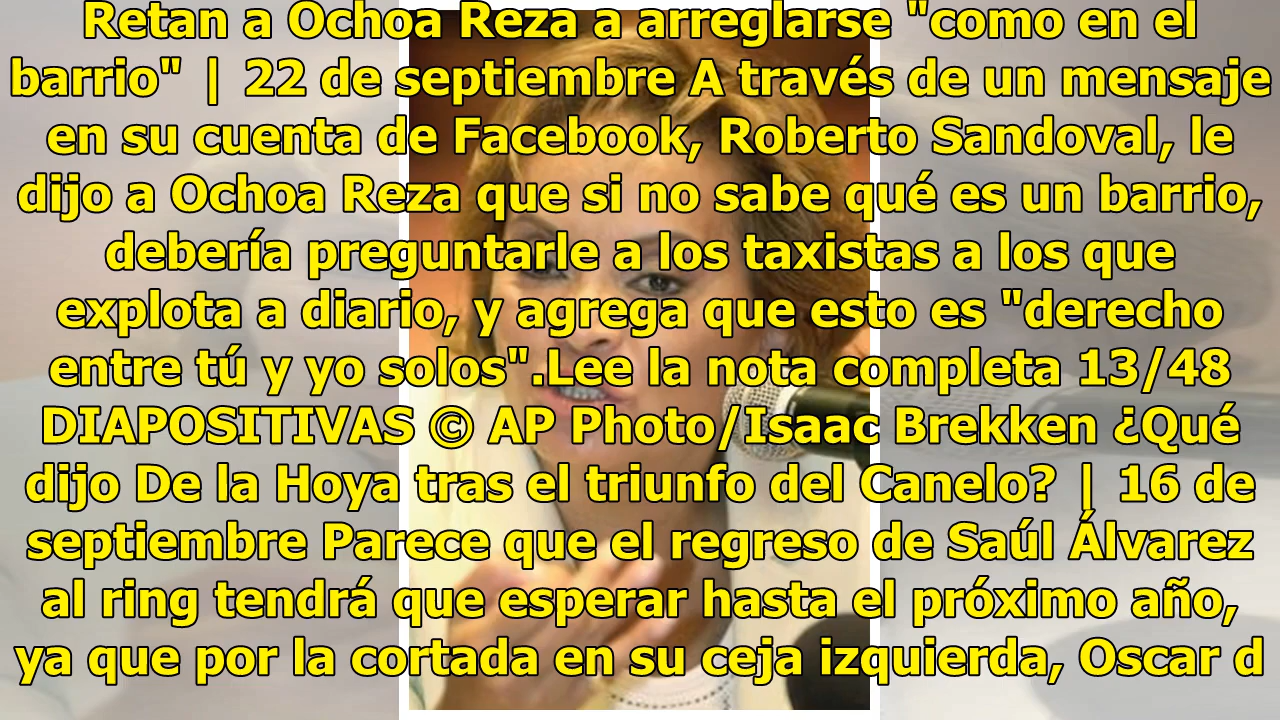 Retan a Ochoa Reza a arreglarse "como en el
barrio" | 22 de septiembre A través de un mensaje
en su cuenta de Facebook, Roberto Sandoval, le
dijo a Ochoa Reza que si no sabe qué es un barrio,
debería preguntarle a los taxistas a los que
explota a diario, y agrega que esto es "derecho
entre tú y yo solos".Lee la nota completa 13/48
DIAPOSITIVAS © AP Photo/Isaac Brekken ¿Qué
dijo De la Hoya tras el triunfo del Canelo? | 16 de
septiembre Parece que el regreso de Saúl Álvarez
al ring tendrá que esperar hasta el próximo año,
ya que por la cortada en su ceja izquierda, Oscar d